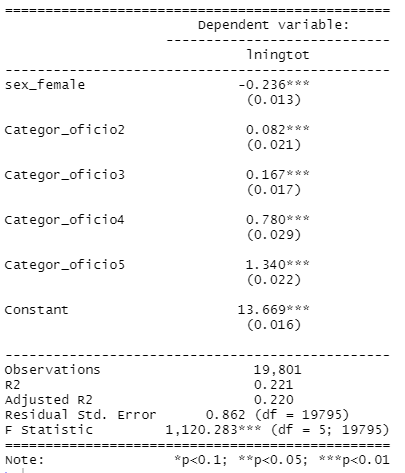 Dependent variable:
lningtot
sex_female -0.236***
(0.013)
Categor_oficio2 0.082***
(0.021)
Categor_oficio3 0.167***
(0.017)
Categor_oficio4 0.780***
(0.029)
Categor_oficio5 1.340***
(0.022)
Constant 13.669***
(0.016)
Observations 19,801
R2 0.221
Adjusted R2 0.220
Residual Std. Error 0.862 (df = 19795)
F Statistic 1,120.283*** (df = 5; 19795)
Note: *p<0.1; **p<0.05; ***p<0.01